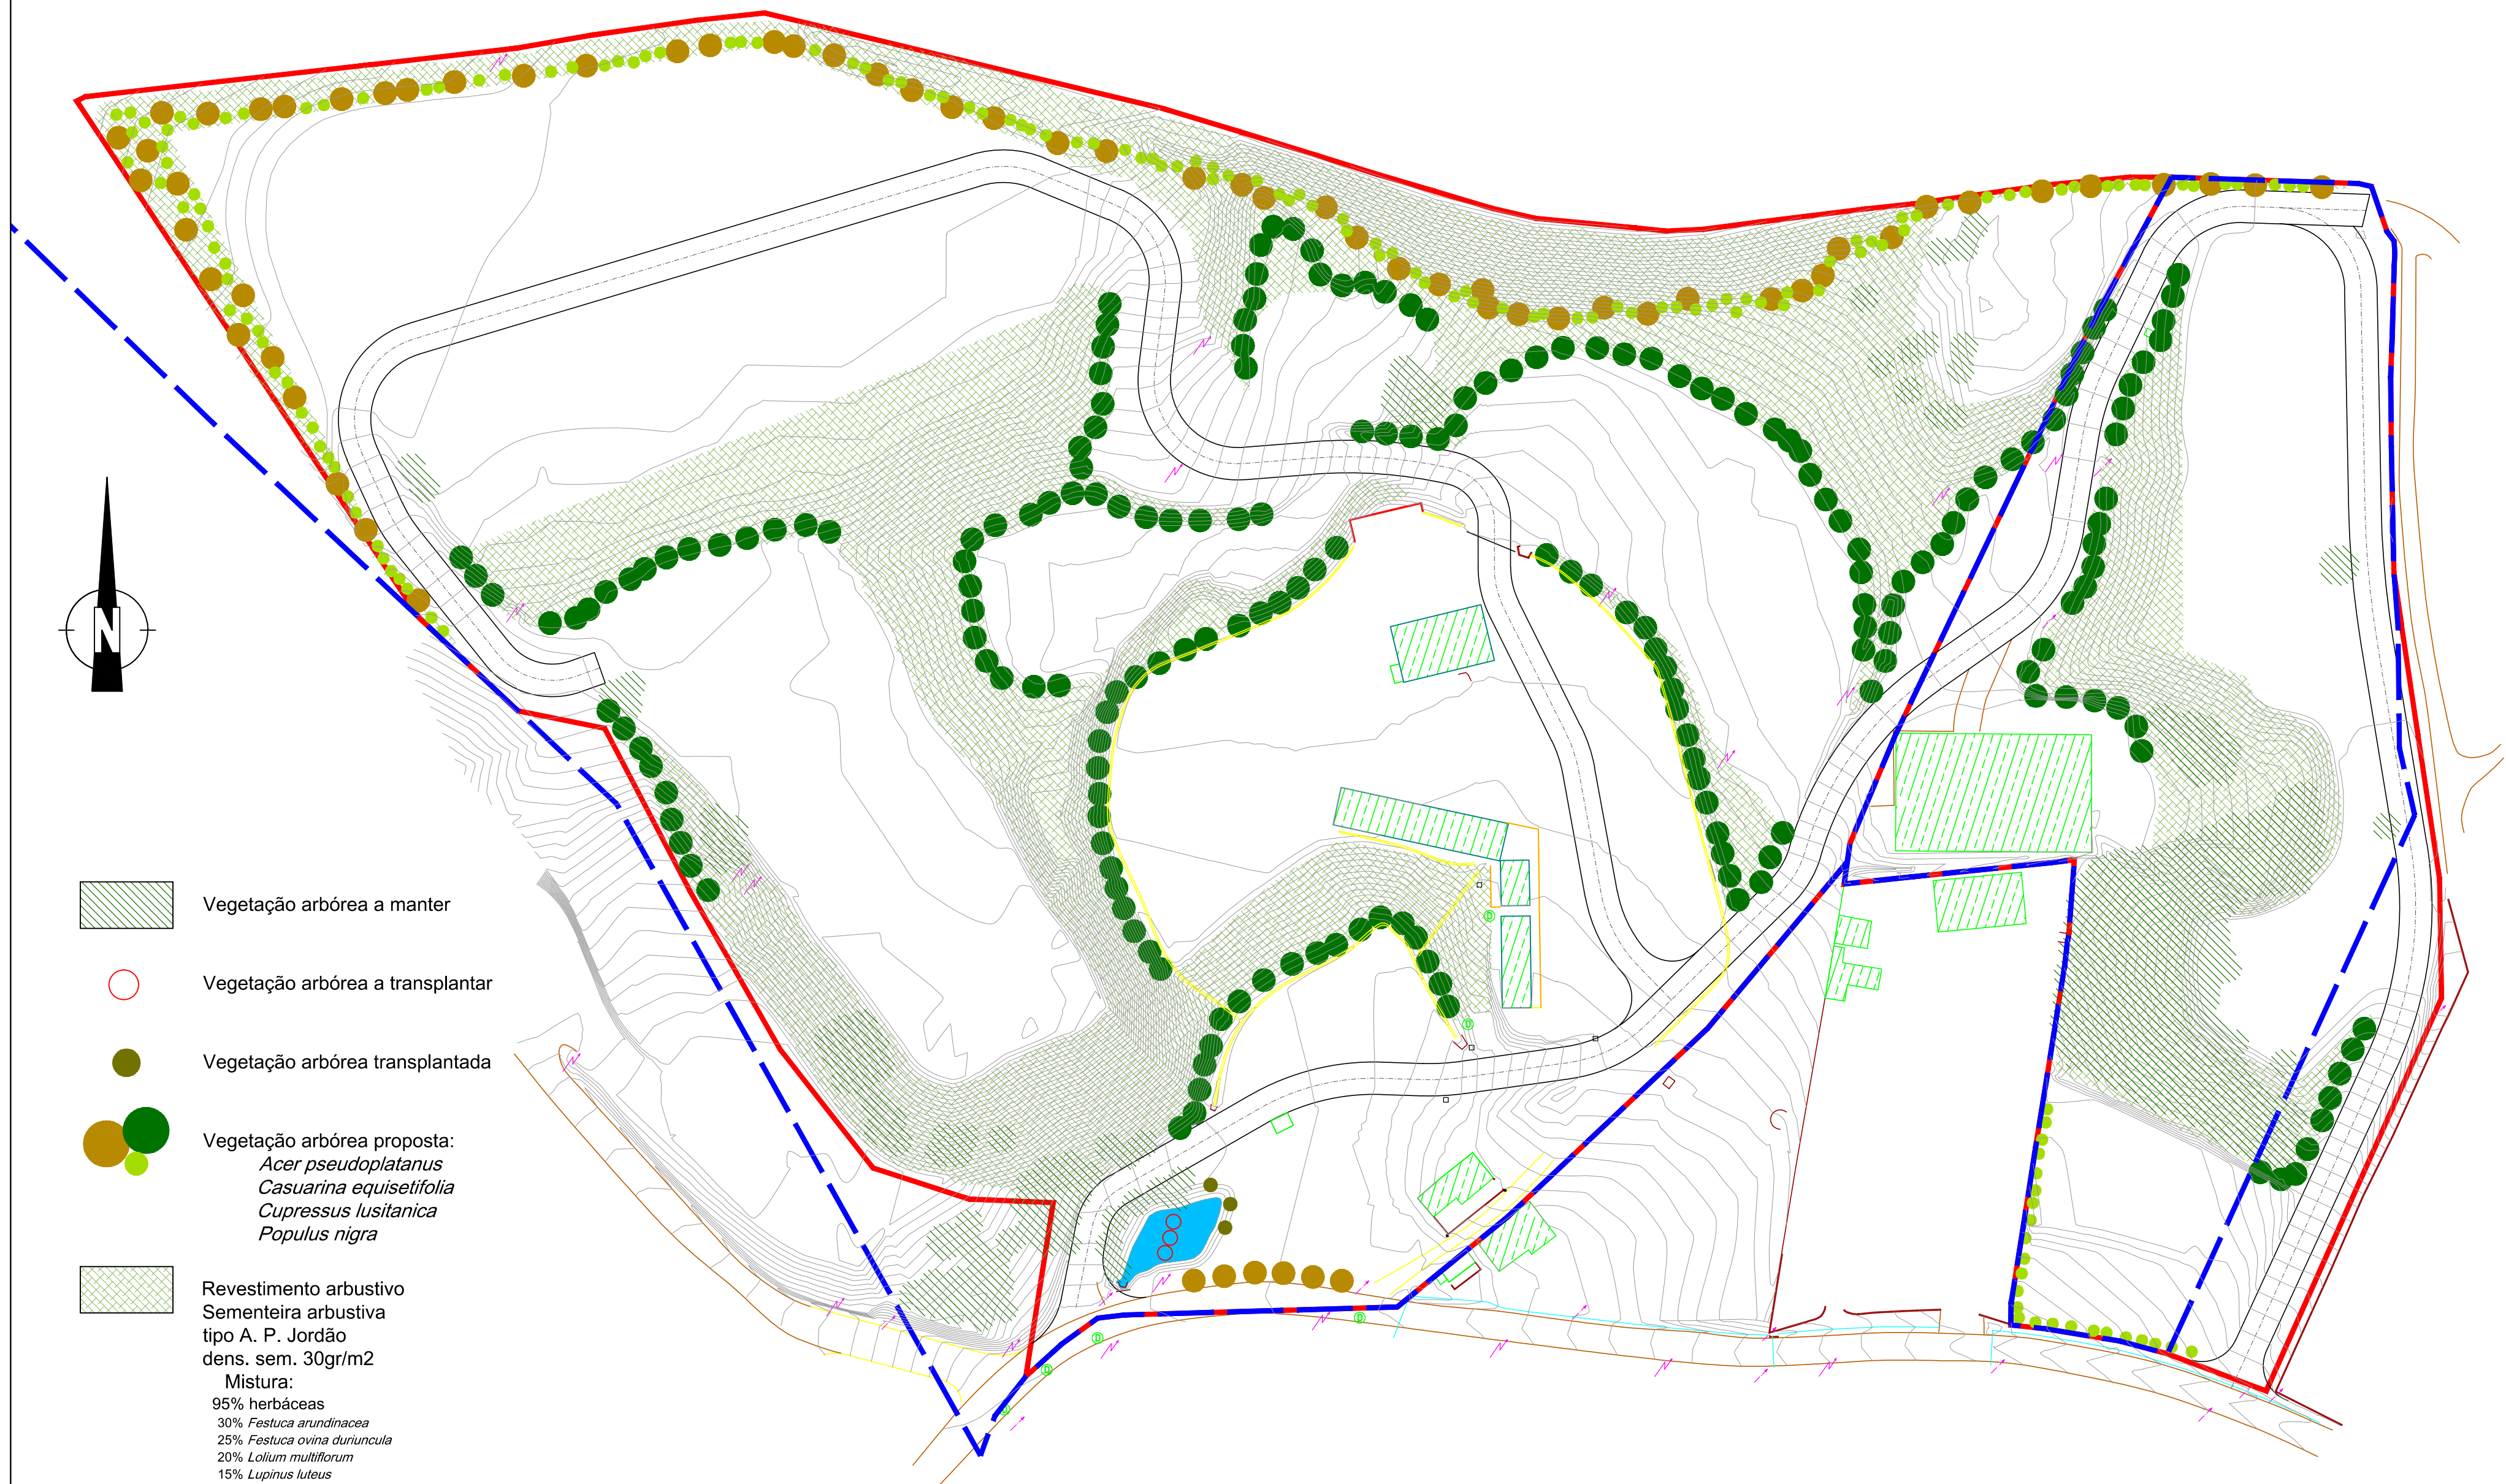 N
Vegetação arbórea a manter
Vegetação arbórea a transplantar
Vegetação arbórea transplantada
Vegetação arbórea proposta:
Acer pseudoplatanus
Casuarina equisetifolia
Cupressus lusitanica
Populus nigra
Revestimento arbustivo
Sementeira arbustiva
tipo A. P. Jordão
dens. sem. 30gr/m2
Mistura:
95% herbáceas
30% Festuca arundinacea
25% Festuca ovina duriuncula
20% Lolium multiflorum
15% Lupinus luteus